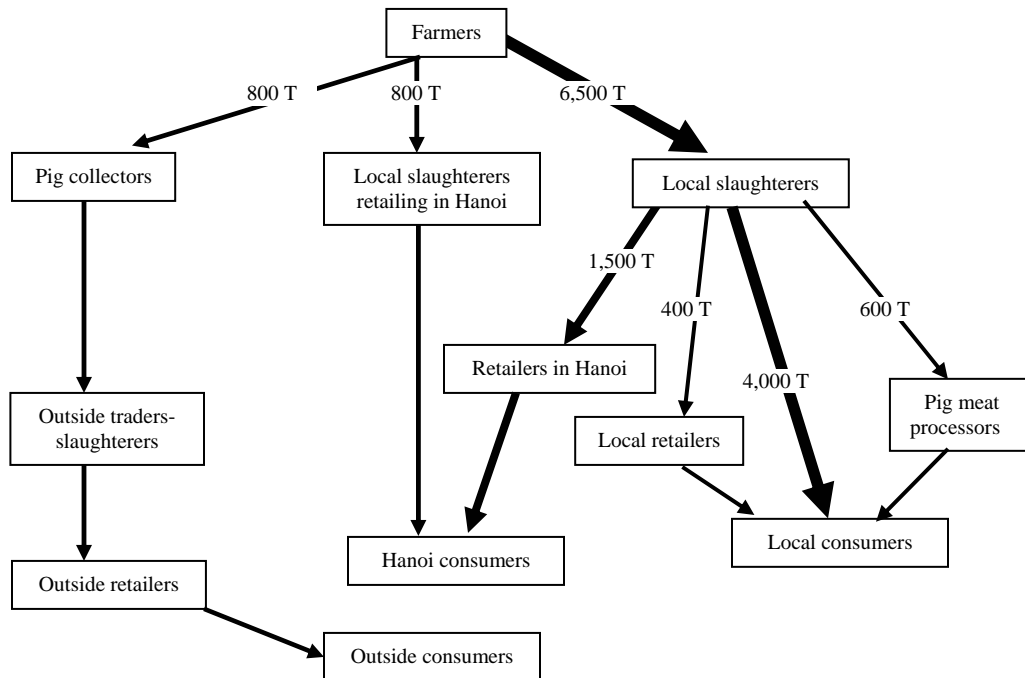 Farmers
800 T
800 T
6,500 T
Pig collectors
Local slaughterers
retailing in Hanoi
Local slaughterers
1,500 T
400 T
600 T
Retailers in Hanoi
4,000 T
Outside traders-
slaughterers
Local retailers
Pig meat
processors
Hanoi consumers
Local consumers
Outside retailers
Outside consumers